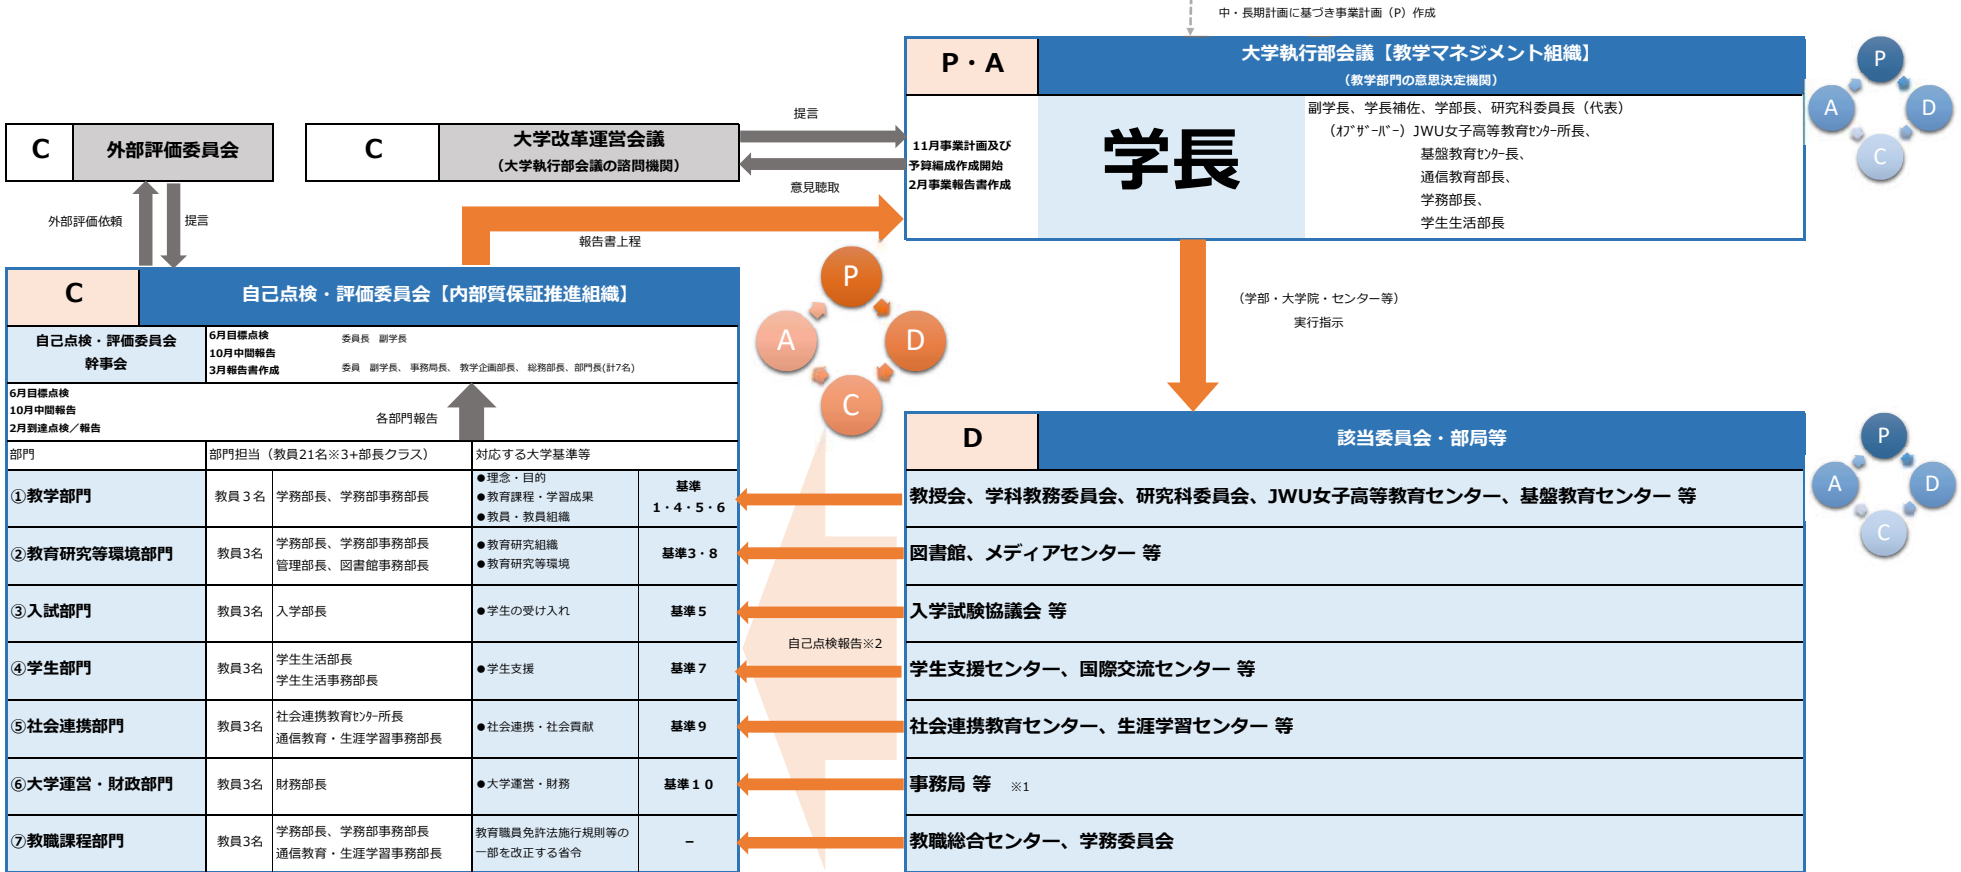 中・長期計画に基づき事業計画（P）作成
P・A
大学執行部会議【教学マネジメント組織】
（教学部門の意思決定機関）
11月事業計画及び
予算編成作成開始
2月事業報告書作成
学長
副学長、学長補佐、学部長、研究科委員長（代表）
（ｵﾌﾞｻﾞｰﾊﾞｰ）JWU女子高等教育ｾﾝﾀｰ所長、
基盤教育ｾﾝﾀｰ長、
通信教育部長、
学務部長、
学生生活部長
P
D
C
A
C
外部評価委員会
C
大学改革運営会議
（大学執行部会議の諮問機関）
提言
意見聴取
外部評価依頼
提言
報告書上程
C
自己点検・評価委員会【内部質保証推進組織】
自己点検・評価委員会
幹事会
6月目標点検
10月中間報告
3月報告書作成
委員長　副学長
委員　副学長、事務局長、教学企画部長、総務部長、部門長(計7名)
6月目標点検
10月中間報告
2月到達点検／報告
各部門報告
部門
部門担当（教員21名※3+部長クラス）
対応する大学基準等
①教学部門
教員３名
学務部長、学務部事務部長
●理念・目的
●教育課程・学習成果
●教員・教員組織
基準
1・4・5・6
②教育研究等環境部門
教員3名
学務部長、学務部事務部長
管理部長、図書館事務部長
●教育研究組織
●教育研究等環境
基準3・8
③入試部門
教員3名
入学部長
●学生の受け入れ
基準５
④学生部門
教員3名
学生生活部長
学生生活事務部長
●学生支援
基準７
⑤社会連携部門
教員3名
社会連携教育ｾﾝﾀｰ所長
通信教育・生涯学習事務部長
●社会連携・社会貢献
基準９
⑥大学運営・財政部門
教員3名
財務部長
●大学運営・財務
基準１０
⑦教職課程部門
教員3名
学務部長、学務部事務部長
通信教育・生涯学習事務部長
教育職員免許法施行規則等の
一部を改正する省令
–
P
D
C
A
自己点検報告※2
（学部・大学院・センター等）
実行指示
D
該当委員会・部局等
教授会、学科教務委員会、研究科委員会、JWU女子高等教育センター、基盤教育センター 等
図書館、メディアセンター 等
入学試験協議会 等
学生支援センター、国際交流センター 等
社会連携教育センター、生涯学習センター 等
事務局 等　※1
教職総合センター、学務委員会
P
D
C
A